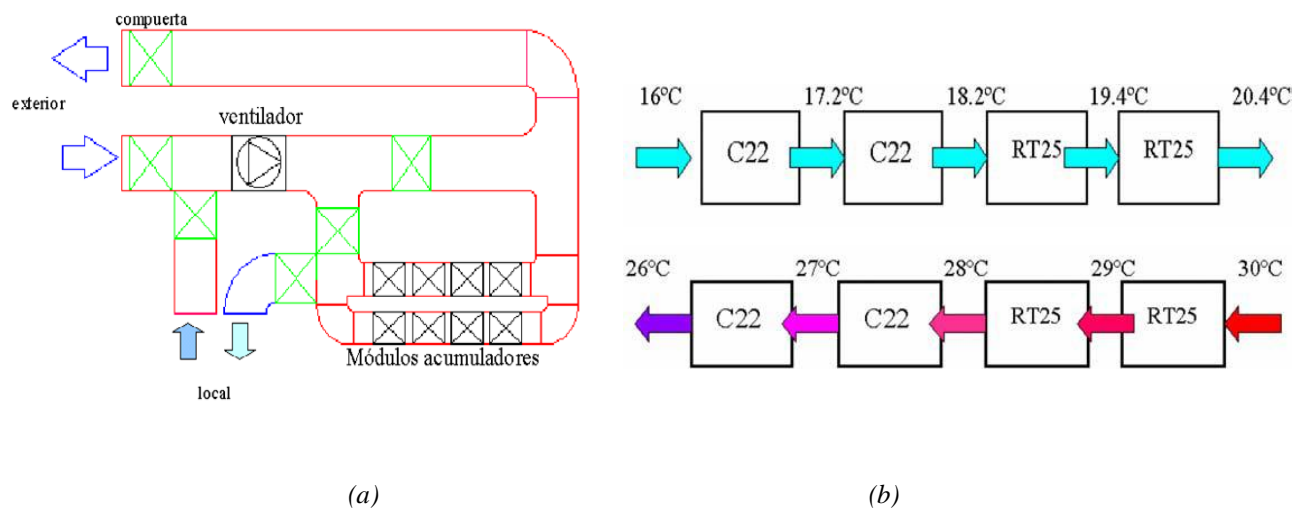 compuerta
exterior
ventilador
Módulos acumuladores
local
(a)
16ºC 17.2ºC 18.2ºC 19.4ºC 20.4ºC
C22 C22 RT25 RT25
26ºC 27ºC 28ºC 29ºC 30ºC
C22 C22 RT25 RT25
(b)